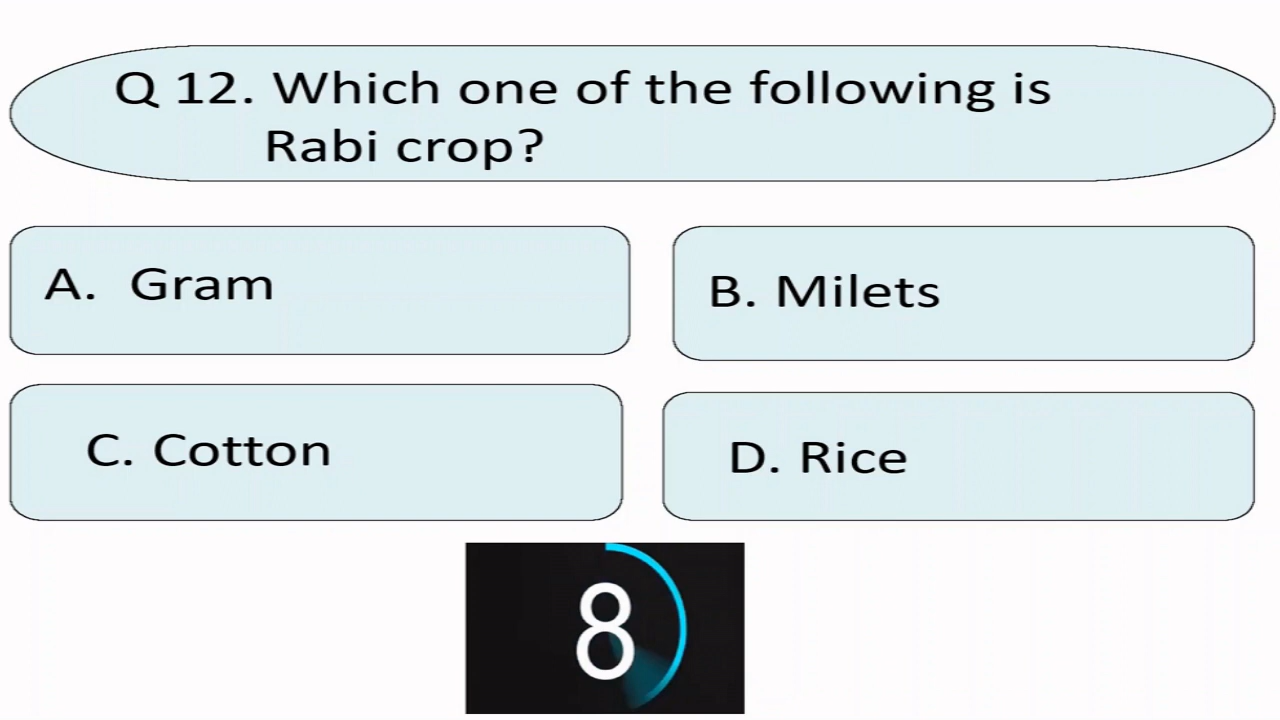 Q 12. Which one of the following is
Rabi crop?
A. Gram
B. Milets
C. Cotton
D. Rice
8